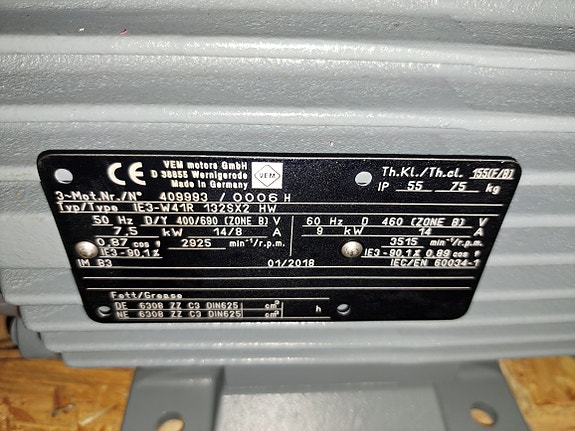 CE VEM motors GmbH
D 38855 Wernigerode
Made in Germany
VEM
Th.Kl./Th.cl. 155(F/B)
IP 55 75 kg
3-Mot.Nr./N° 409993 / 0006 H
Typ/Type IE3-W41R 132SX2 HW
50 Hz D/Y 400/690 (ZONE B) V 60 Hz D 460 (ZONE B) V
7,5 kW 14/8 A 9 kW 14 A
0,87 cos φ 2925 min⁻¹/r.p.m. 3515 min⁻¹/r.p.m.
IE3-90,1% IE3-90,1% 0,89 cos φ
IM B3 01/2018 IEC/EN 60034-1
Fett/Grease
DE 6308 ZZ C3 DIN625 cm³ h
NE 6308 ZZ C3 DIN625 cm³